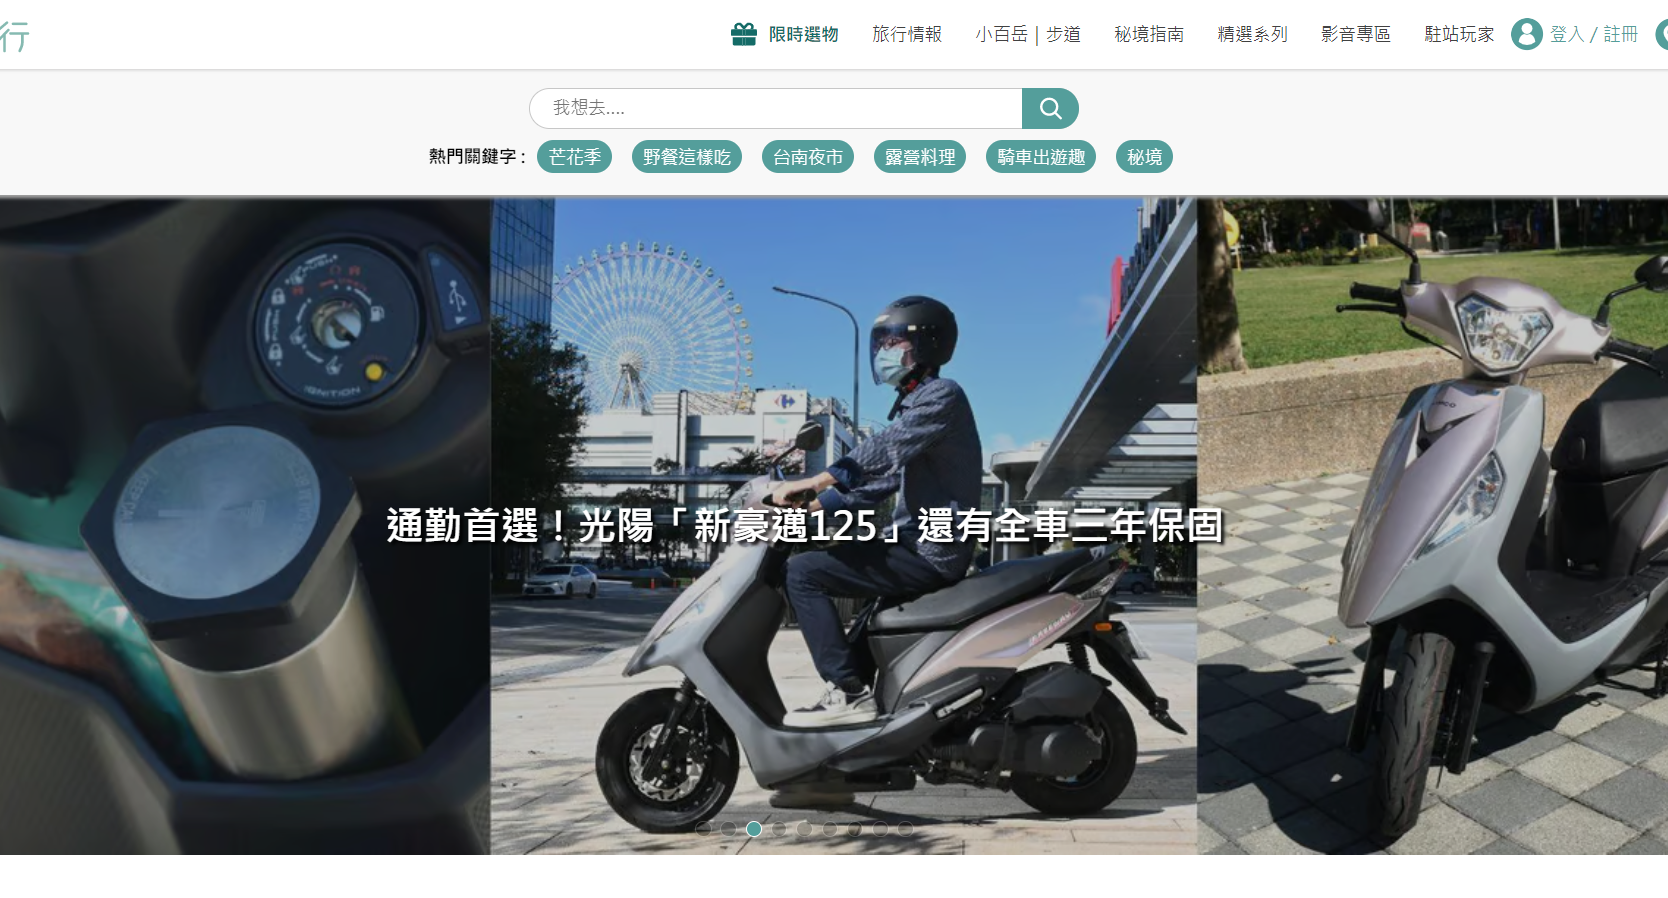 行
限時選物
旅行情報
小百岳｜步道
秘境指南
精選系列
影音專區
駐站玩家
登入 / 註冊
我想去....
熱門關鍵字 :
芒花季
野餐這樣吃
台南夜市
露營料理
騎車出遊趣
秘境
PUSH
IGNITION
通勤首選！光陽「新豪邁125」還有全車三年保固